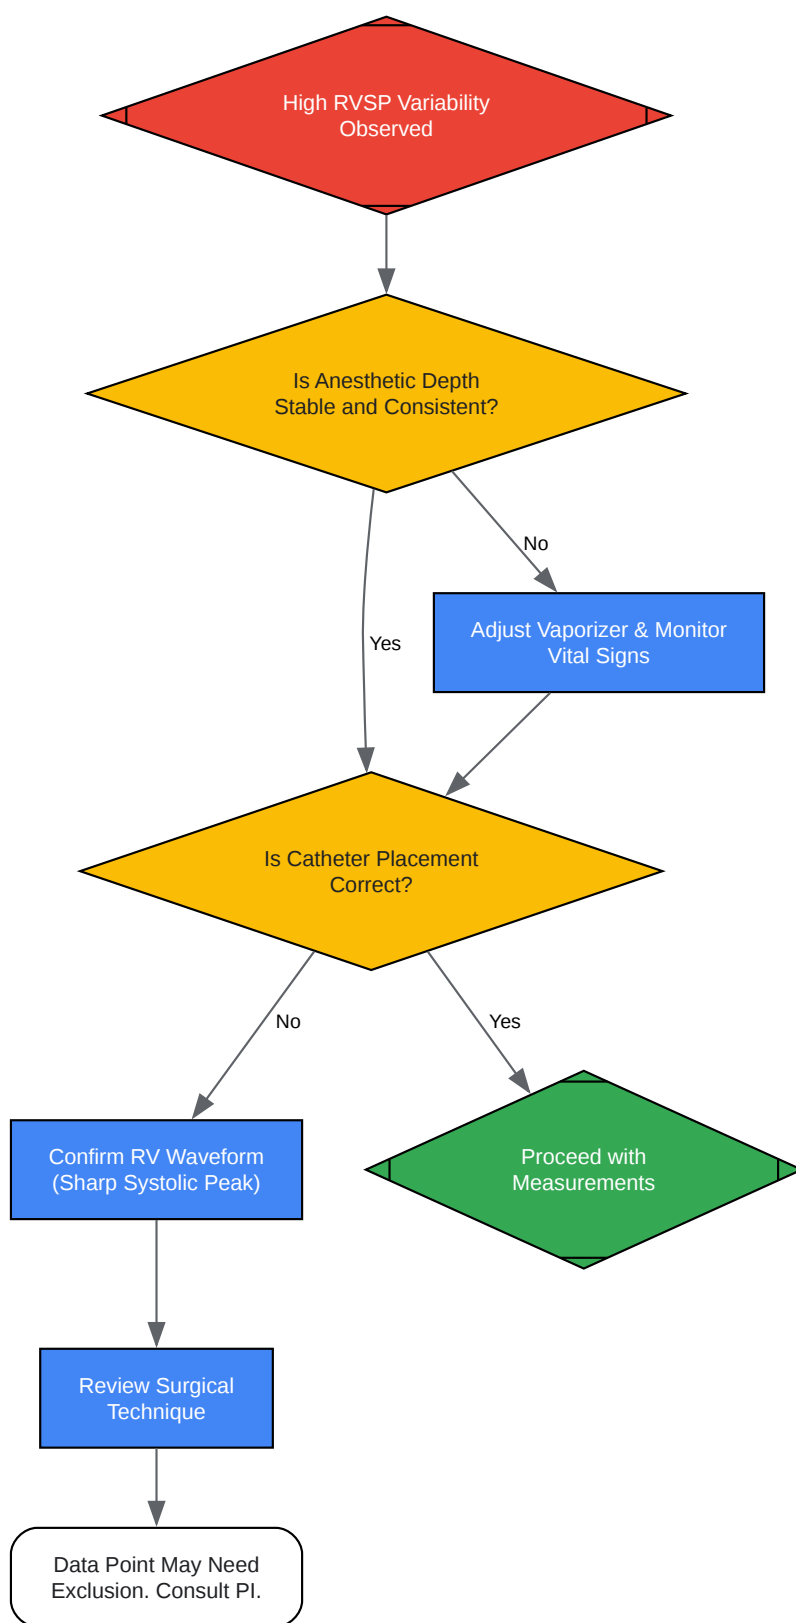 High RVSP Variability
Observed
Is Anesthetic Depth
Stable and Consistent?
No
Adjust Vaporizer & Monitor
Vital Signs
Yes
Is Catheter Placement
Correct?
No
Yes
Confirm RV Waveform
(Sharp Systolic Peak)
Proceed with
Measurements
Review Surgical
Technique
Data Point May Need
Exclusion. Consult PI.